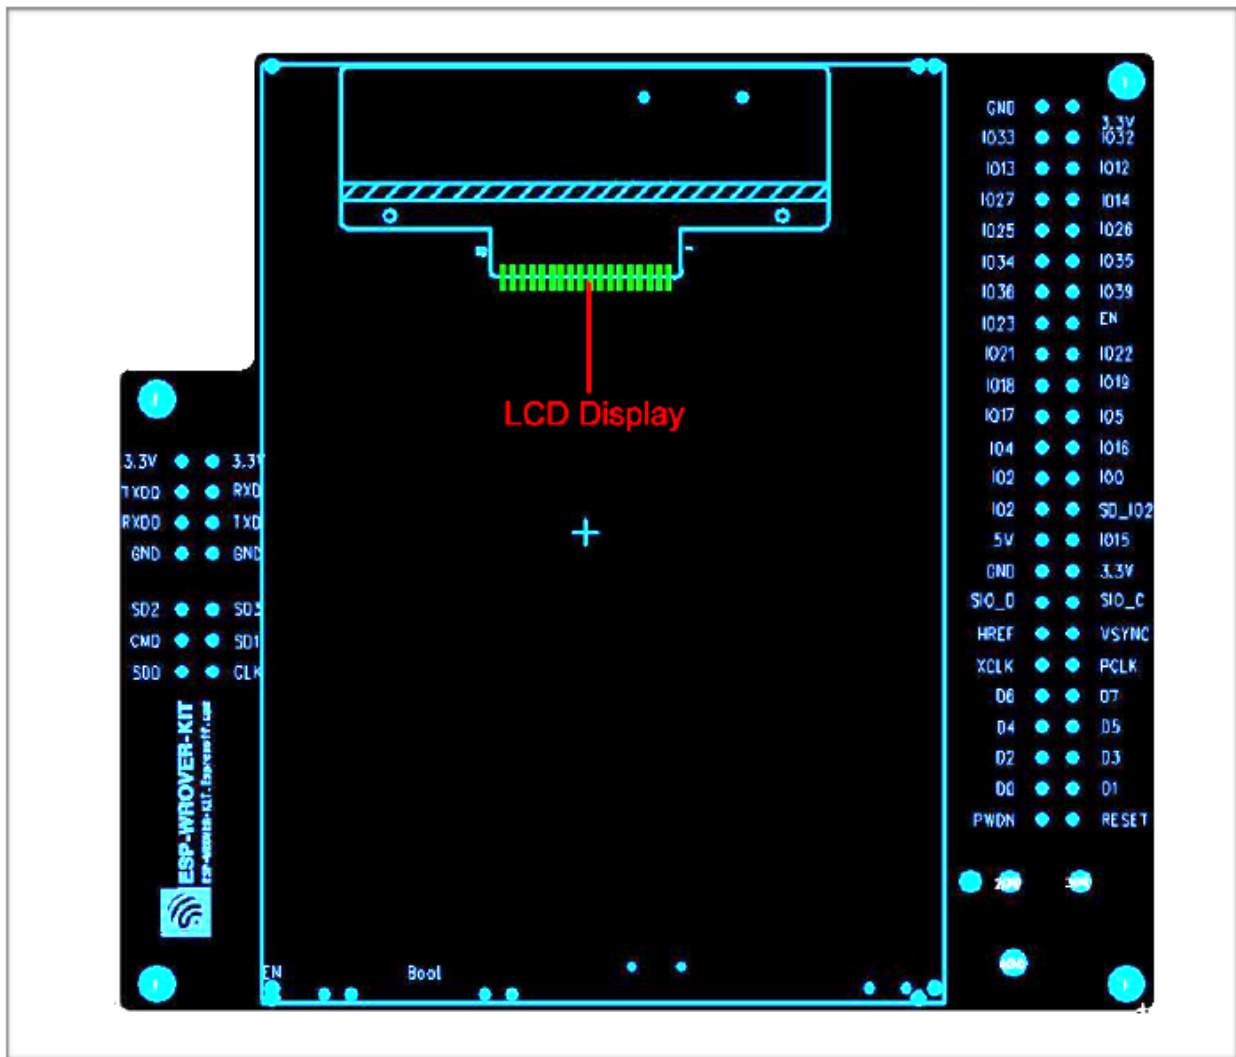 GND 3.3V
IO33 IO32
IO13 IO12
IO27 IO14
IO25 IO26
IO34 IO35
IO36 IO39
IO23 EN
IO21 IO22
IO18 IO19
IO17 IO5
IO4 IO16
IO2 IO0
IO2 SD_IO2
5V IO15
GND 3.3V
SIO_D SIO_C
HREF VSYNC
XCLK PCLK
D6 D7
D4 D5
D2 D3
D0 D1
PWDN RESET
LCD Display
3.3V 3.3V
TXD0 RXD
RXD0 TXD
GND GND
SD2 SD3
CMD SD1
SD0 CLK
ESP-WROVER-KIT
EN